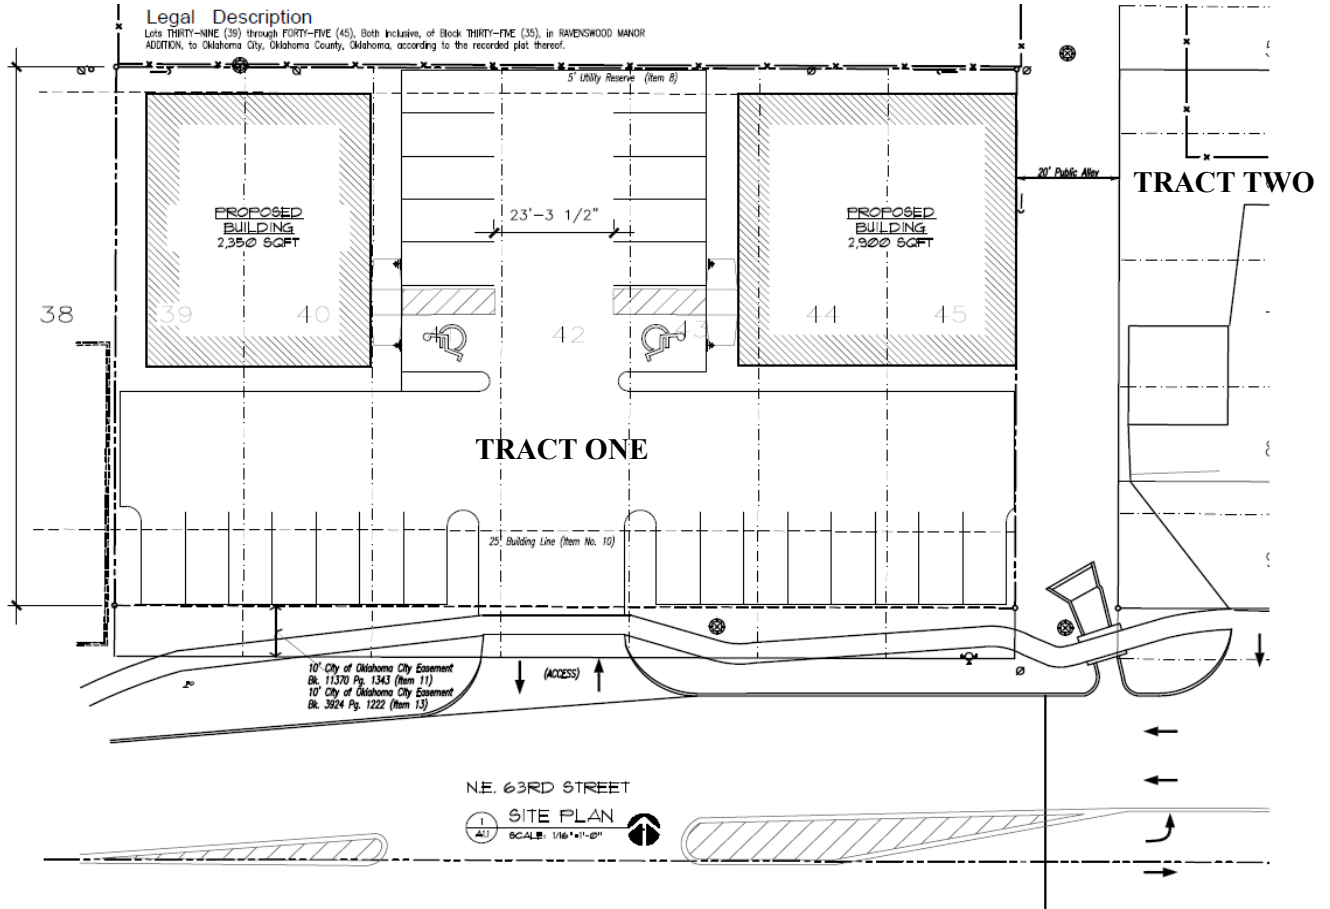 Legal Description
Lots THIRTY-NINE (39) through FORTY-FIVE (45), Both Inclusive, of Block THIRTY-FIVE (35), in RAVENSWOOD MANOR
ADDITION, to Oklahoma City, Oklahoma County, Oklahoma, according to the recorded plat thereof.
5' Utility Reserve (Item 8)
20' Public Alley
TRACT TWO
PROPOSED
BUILDING
2,350 SQFT
23'-3 1/2"
PROPOSED
BUILDING
2,900 SQFT
38
39
40
42
43
44
45
TRACT ONE
25' Building Line (Item No. 10)
10' City of Oklahoma City Easement
Bk. 11370 Pg. 1343 (Item 11)
10' City of Oklahoma City Easement
Bk. 3924 Pg. 1222 (Item 13)
(ACCESS)
N.E. 63RD STREET
1
A1.1
SITE PLAN
SCALE: 1/16"=1'-0"